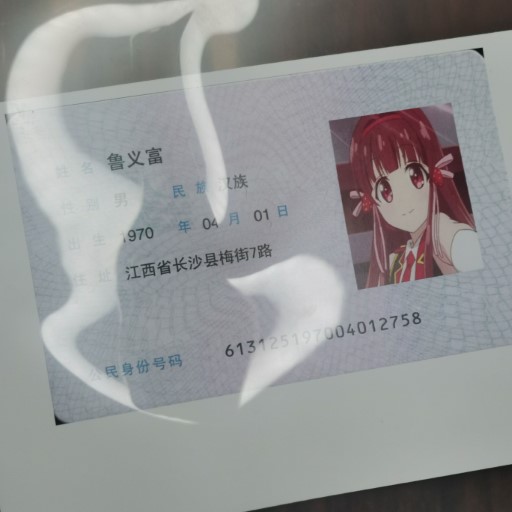 姓名 鲁义富
性别 男 民族 汉族
出生 1970 年 04 月 01 日
住址 江西省长沙县梅街7路
公民身份号码 613125197004012758